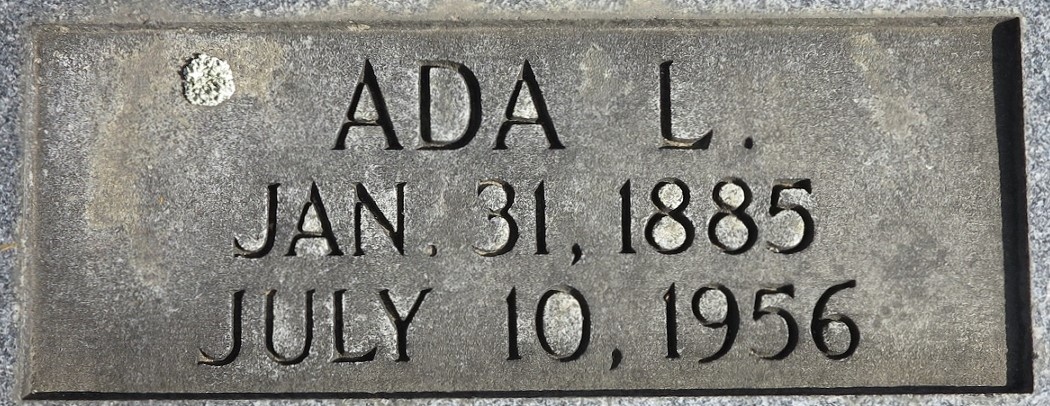 ADA L.
JAN. 31, 1885
JULY 10, 1956